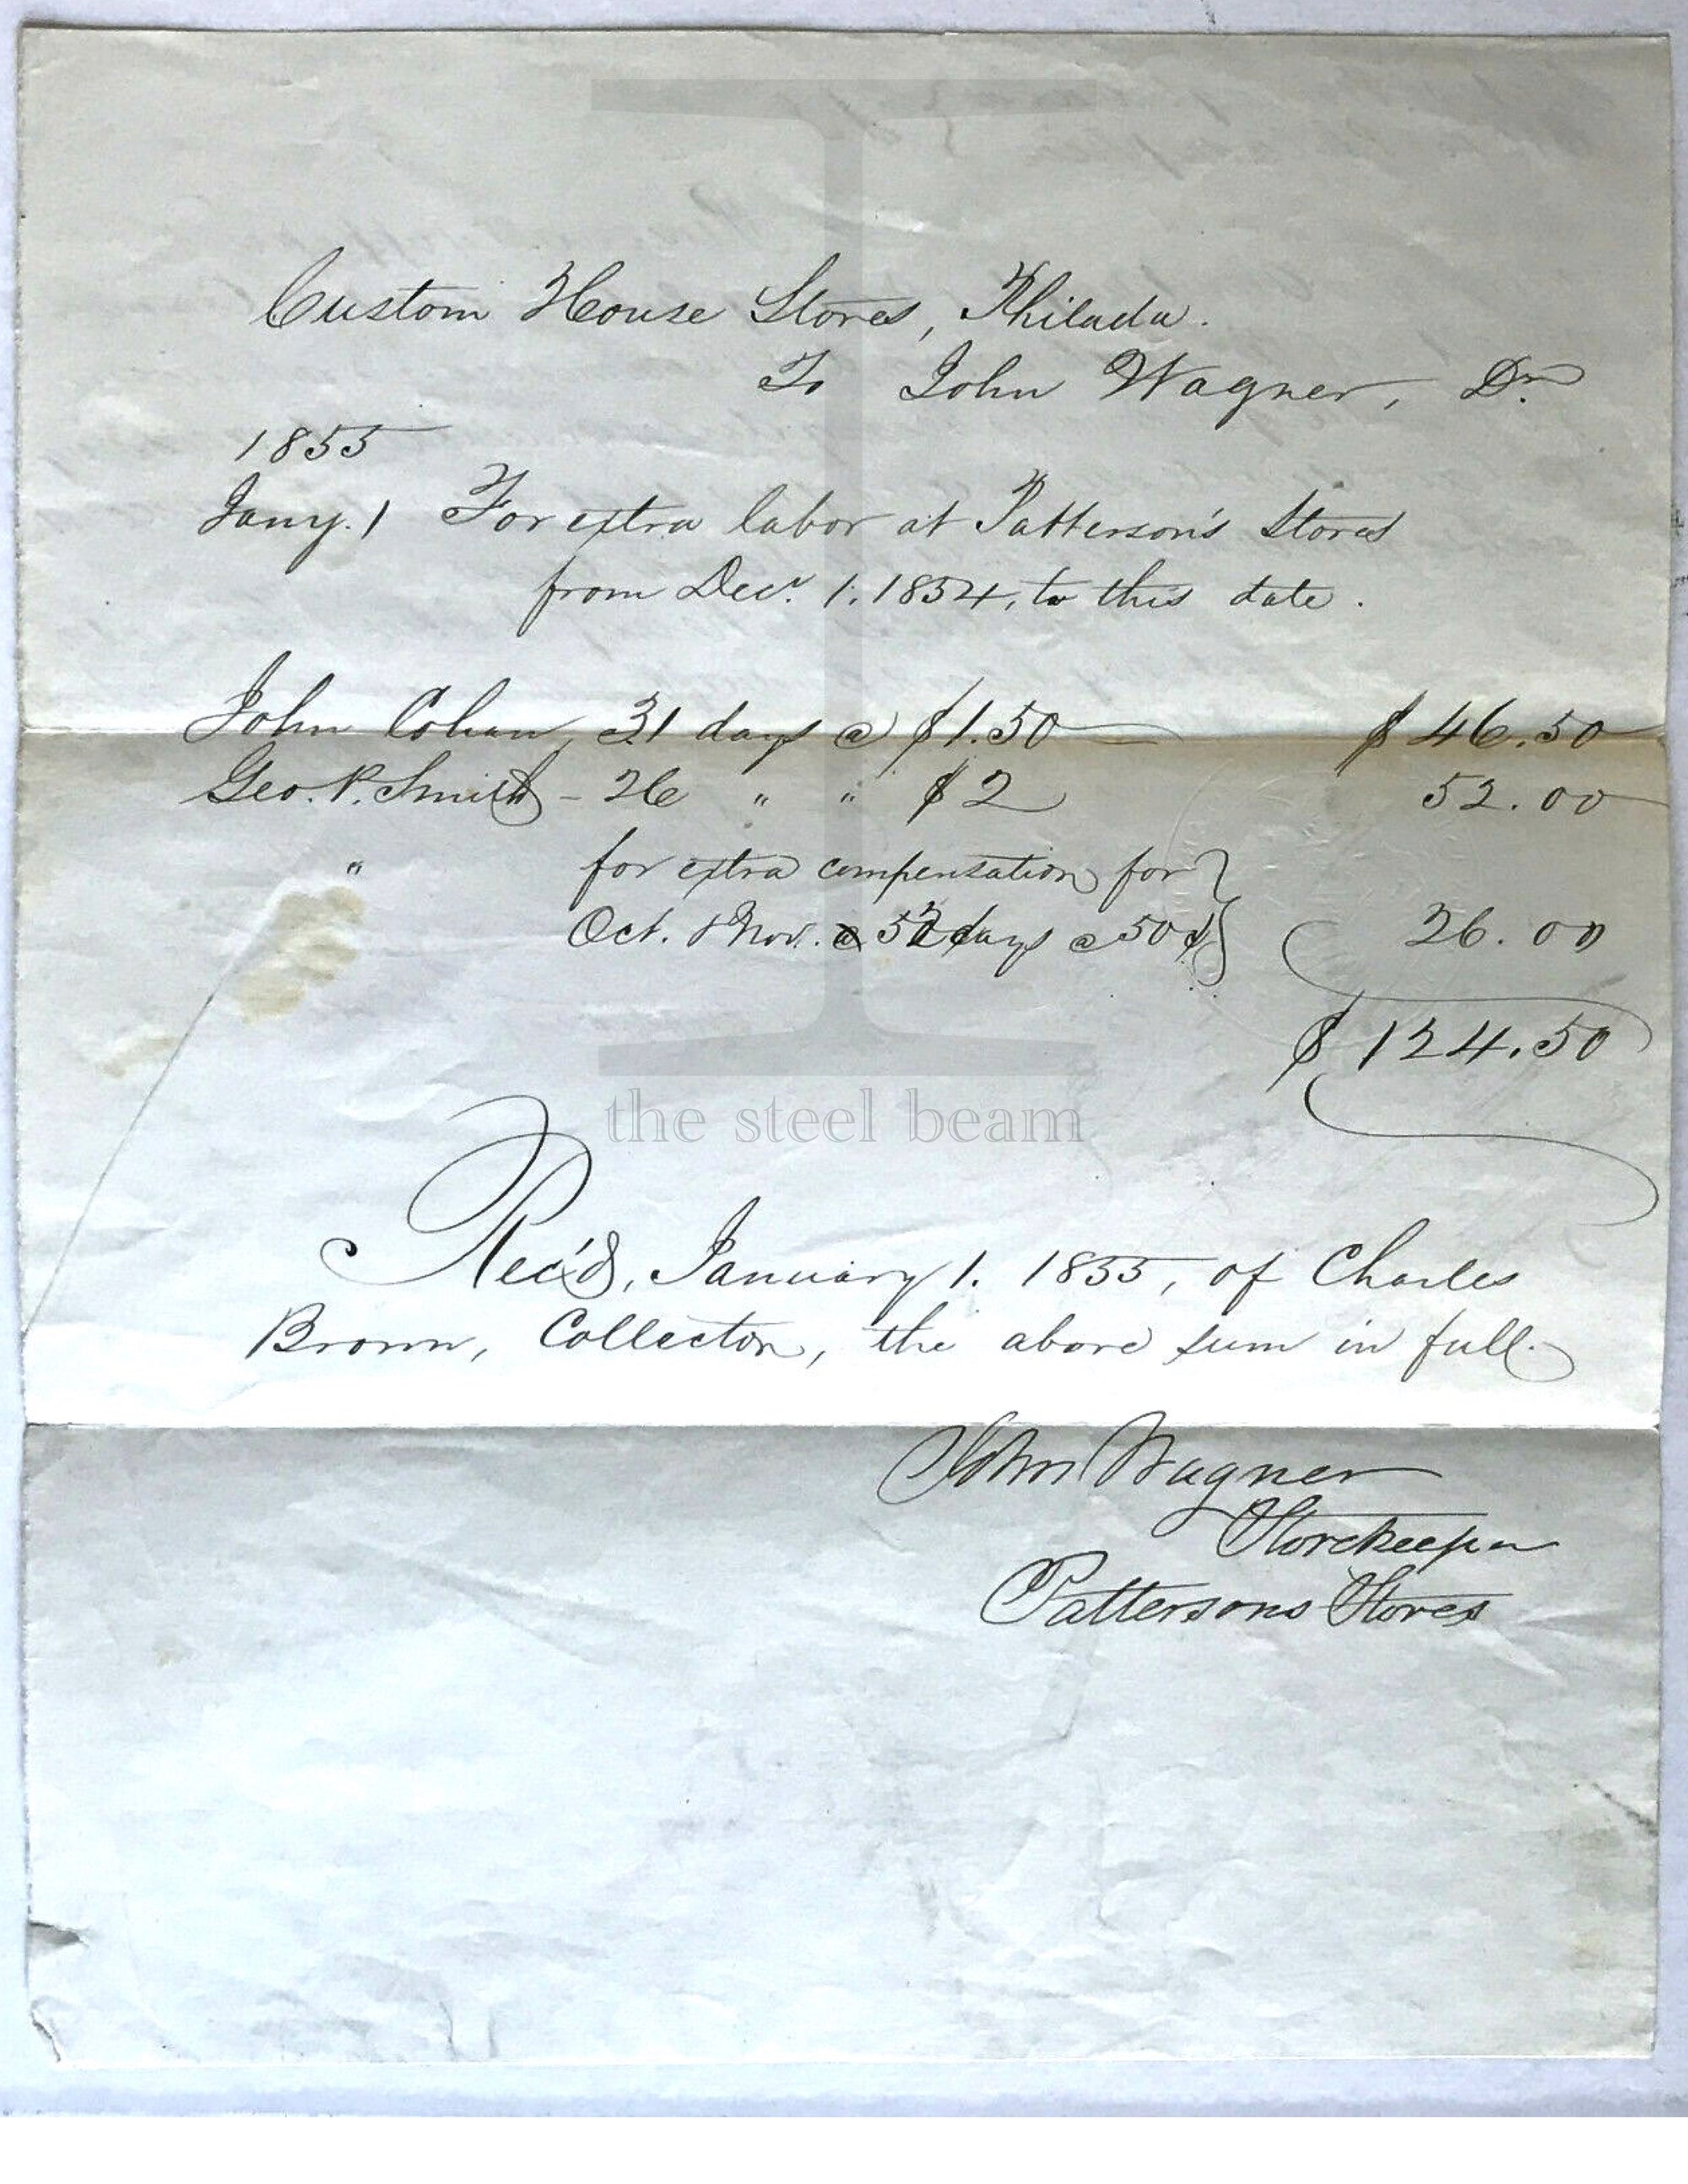 Custom House Stores, Philada.
To John Wagner, Dr.
1855
Jany. 1 For extra labor at Patterson's Stores
from Decr. 1. 1854, to this date.
John Cohan, 31 days @ $1.50 $ 46.50
Geo. P. Smith - 26 " " $2 52.00
" for extra compensation for
Oct. & Nov. 52 days @ 50 ¢ 26.00
$ 124.50
the steel beam
Rec'd, January 1. 1855, of Charles
Brown, Collector, the above sum in full.
John Wagner
Storekeeper
Pattersons Stores